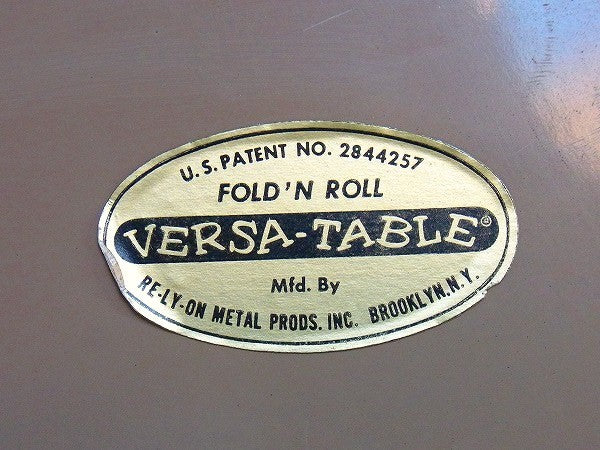 U.S. PATENT NO. 2844257
FOLD 'N ROLL
VERSA-TABLE®
Mfd. By
RE-LY-ON METAL PRODS. INC. BROOKLYN. N.Y.